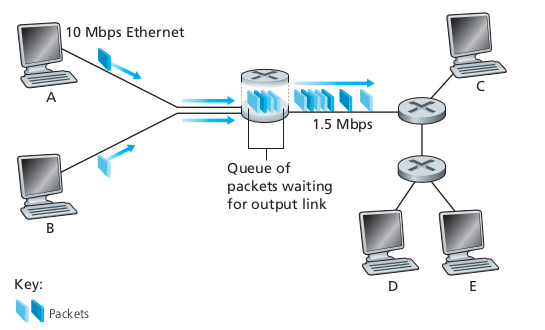 10 Mbps Ethernet
A
C
1.5 Mbps
Queue of
packets waiting
for output link
B
D
E
Key:
Packets